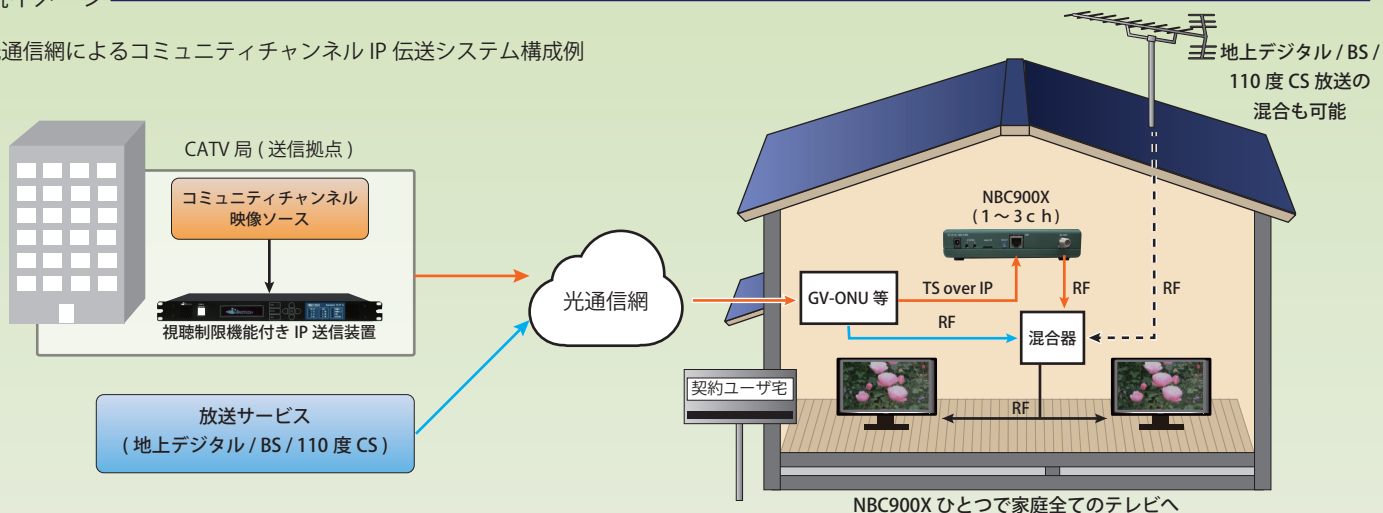 通信網によるコミュニティチャンネル IP 伝送システム構成例
地上デジタル / BS /
110 度 CS 放送の
混合も可能
CATV 局 ( 送信拠点 )
コミュニティチャンネル
映像ソース
視聴制限機能付き IP 送信装置
放送サービス
( 地上デジタル / BS / 110 度 CS )
光通信網
契約ユーザ宅
NBC900X
( 1 ～ 3 c h )
GV-ONU 等
TS over IP
RF
RF
RF
混合器
RF
NBC900X ひとつで家庭全てのテレビへ